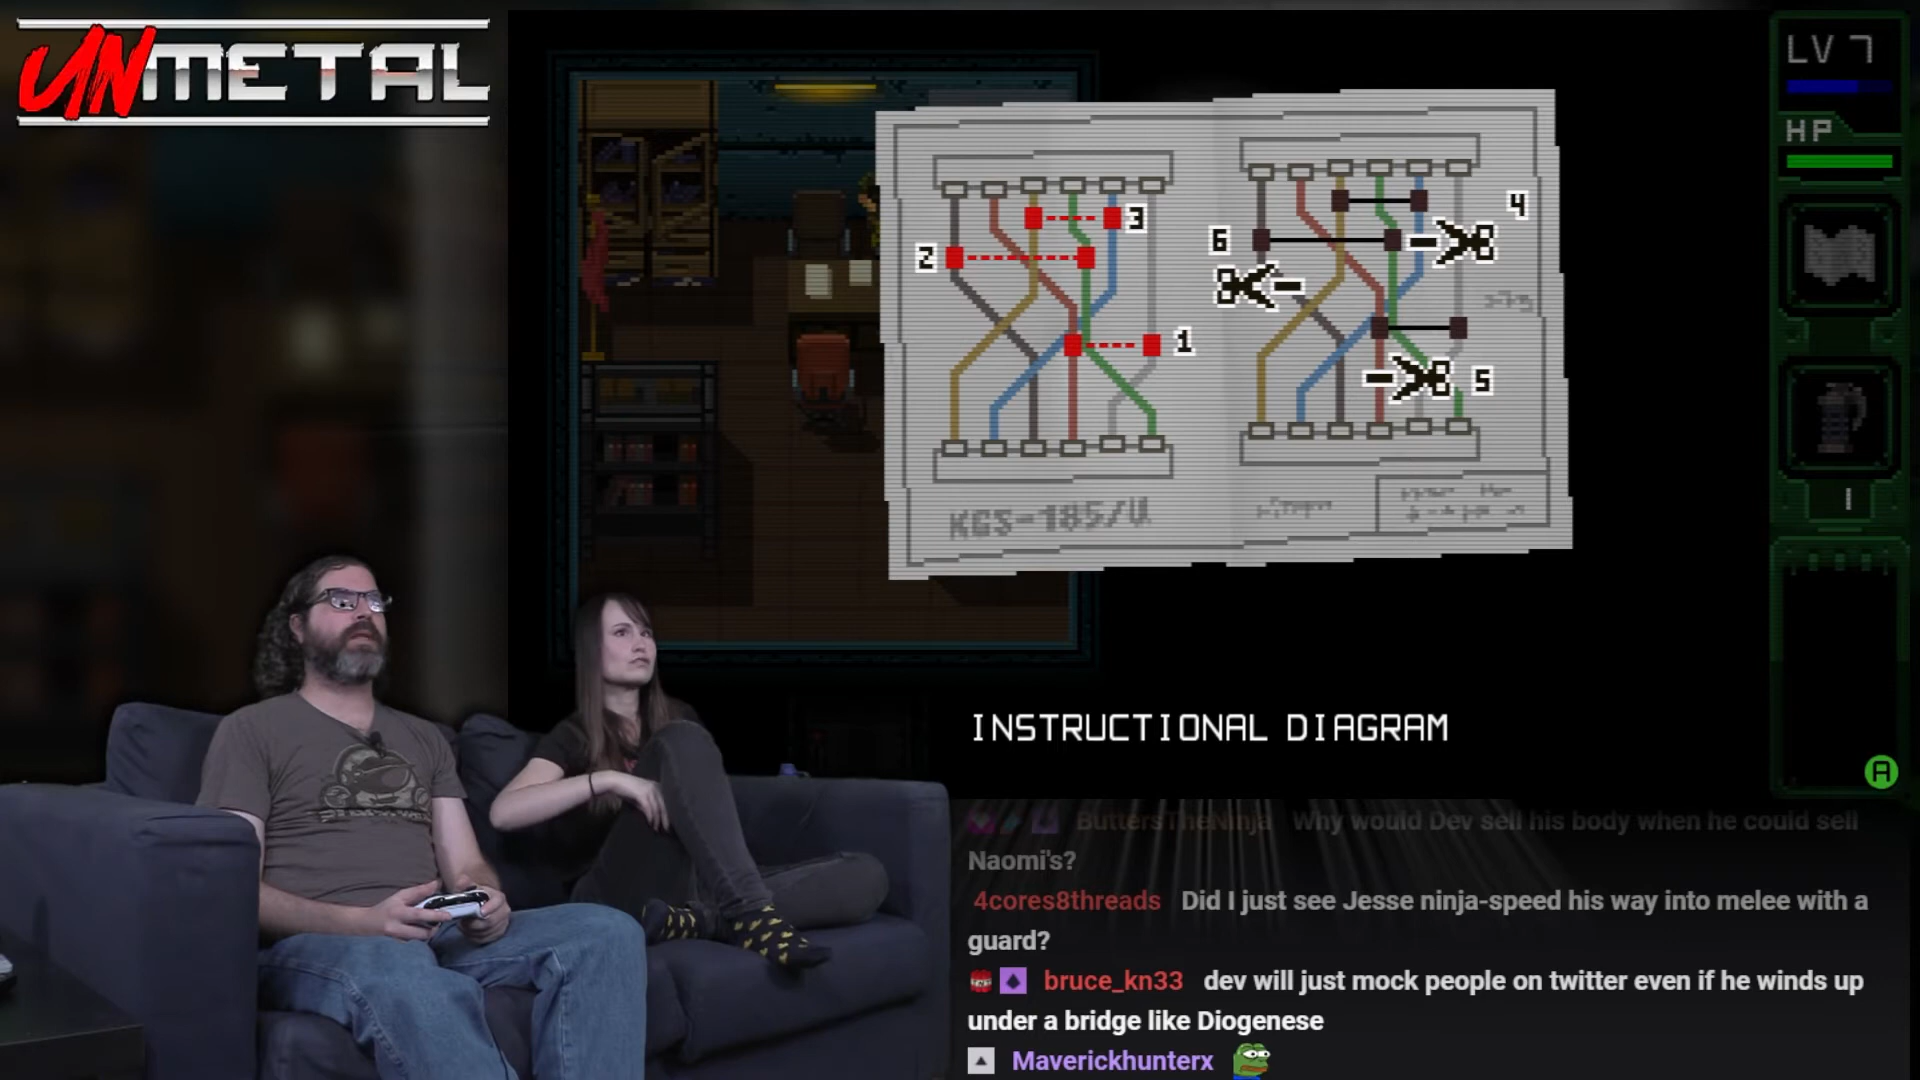 UNMETAL
LV 7
HP
3
4
2
6
1
5
KGS-185/U
1
INSTRUCTIONAL DIAGRAM
A
ButtersTheNinja Why would Dev sell his body when he could sell
Naomi's?
4cores8threads Did I just see Jesse ninja-speed his way into melee with a
guard?
bruce_kn33 dev will just mock people on twitter even if he winds up
under a bridge like Diogenese
Maverickhunterx